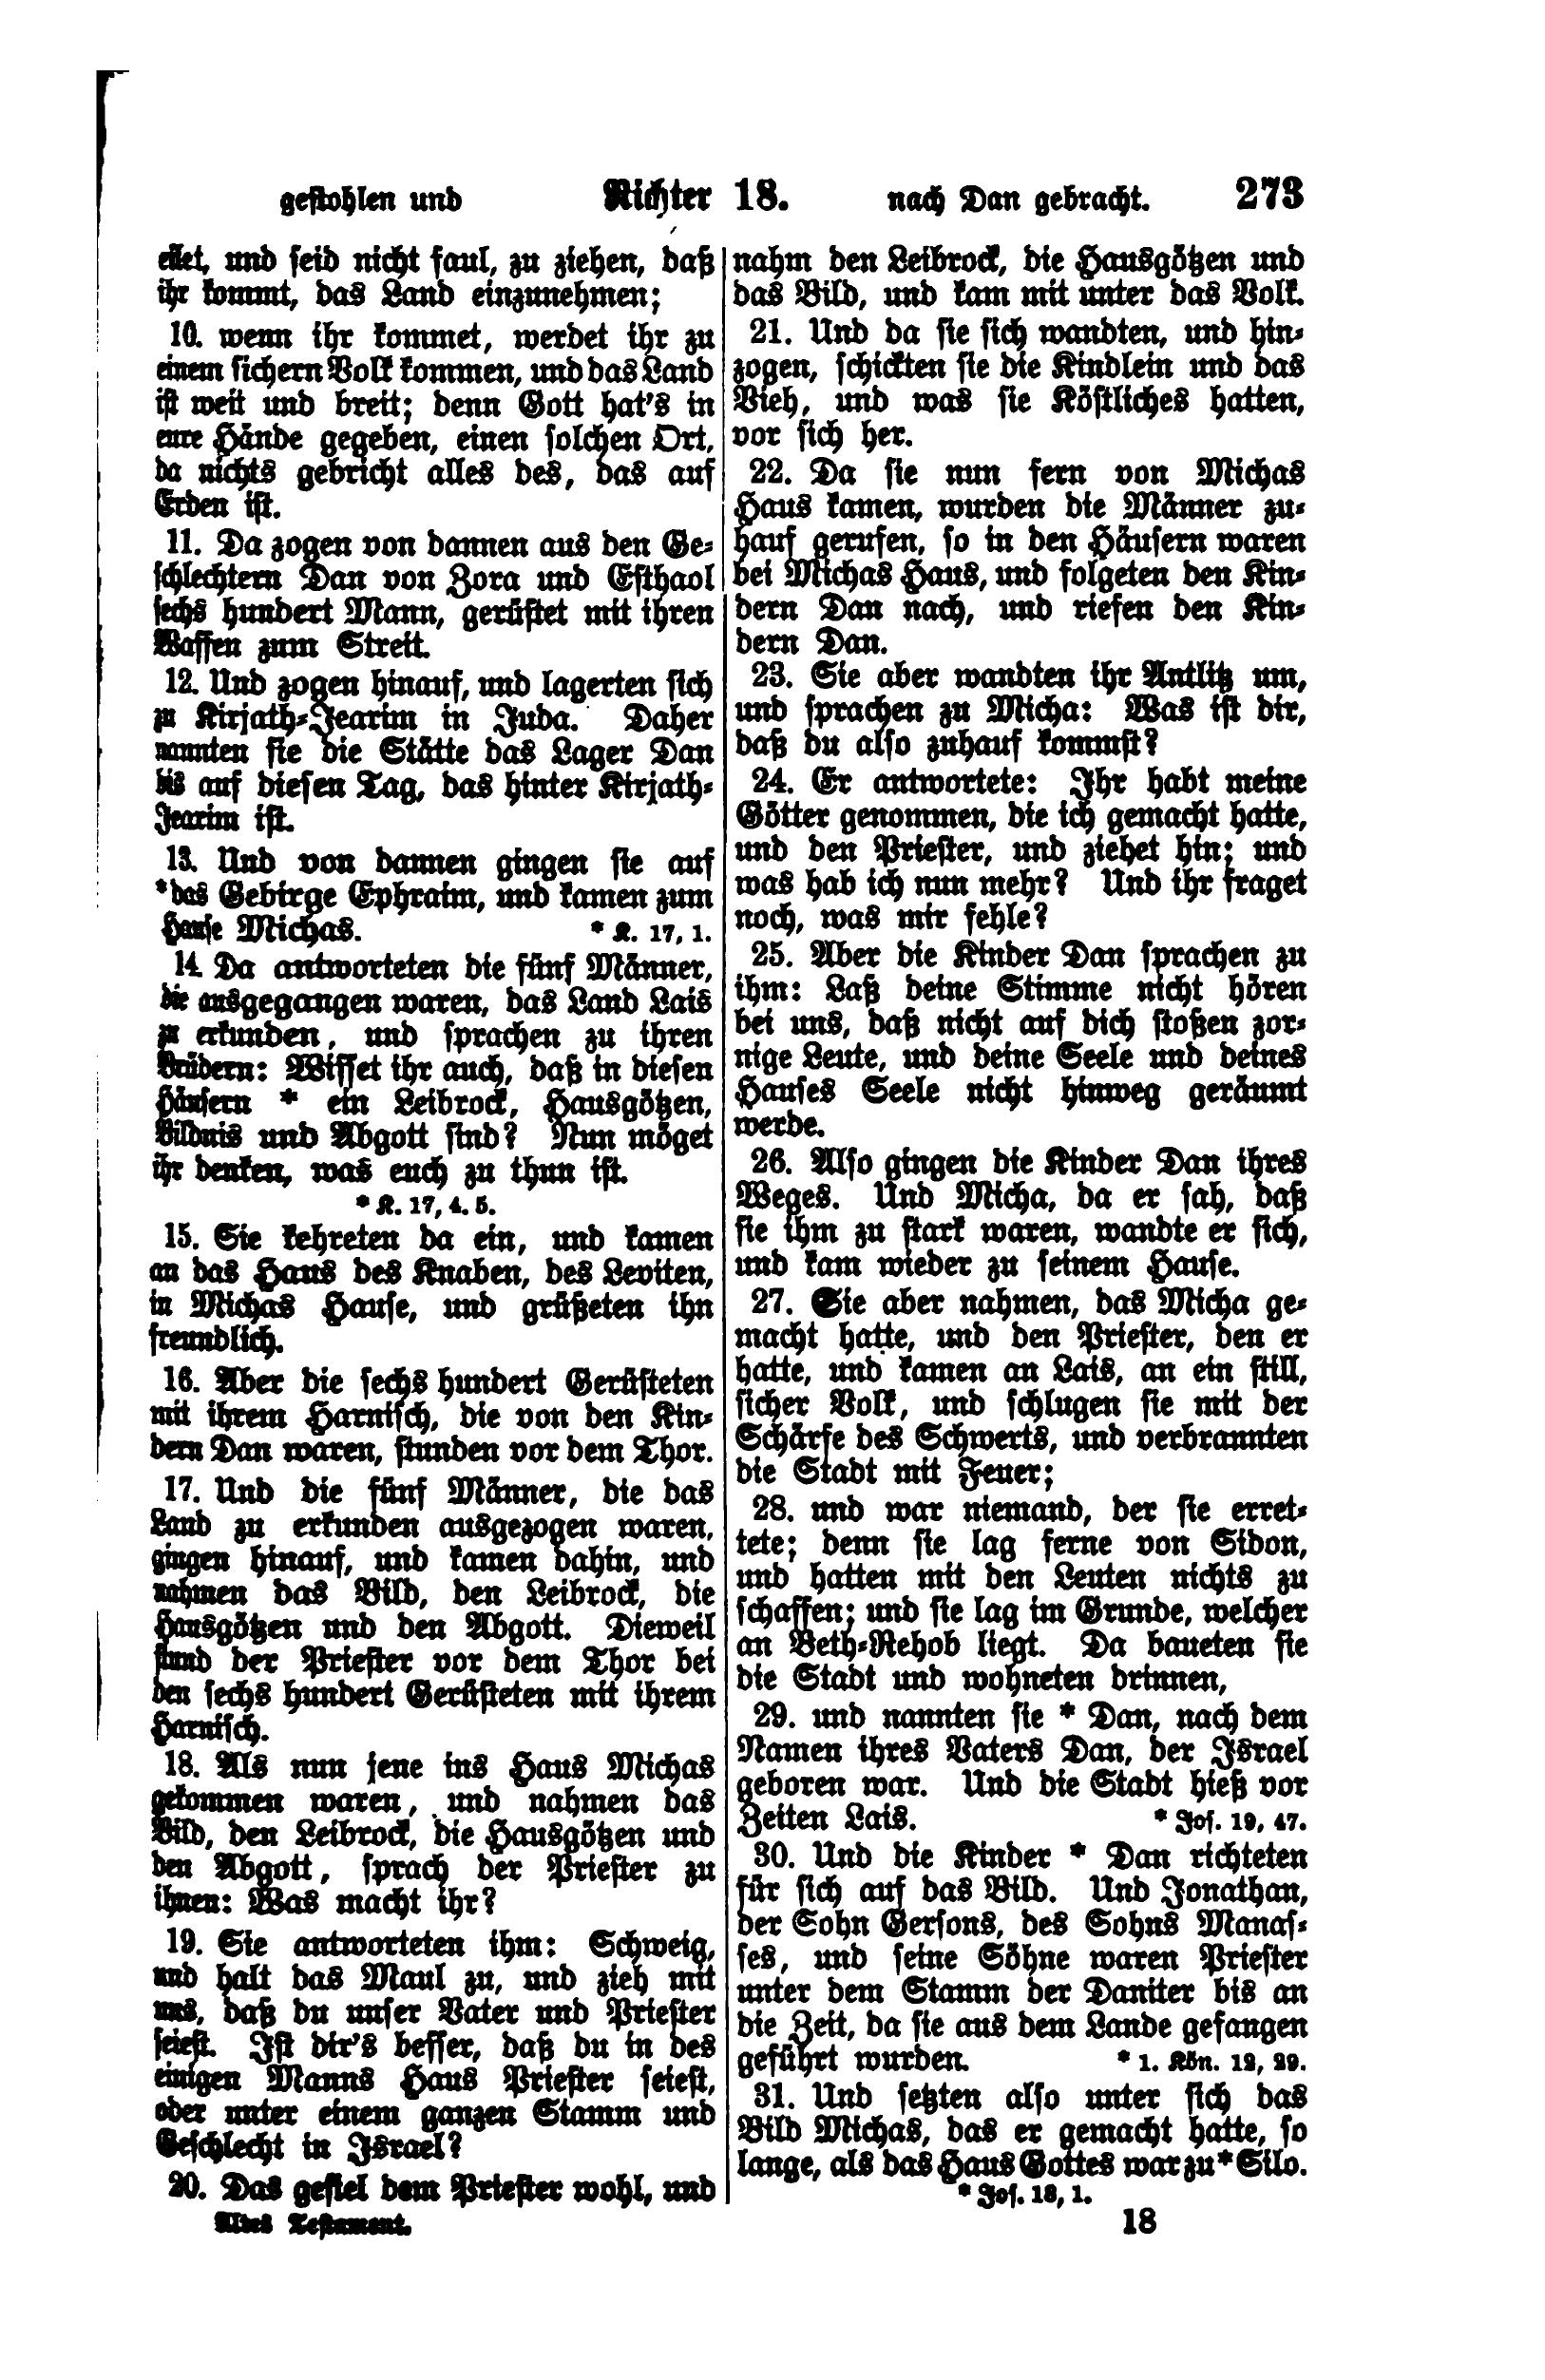 gestohlen und Richter 18. nach Dan gebracht. 273
eilet, und seid nicht faul, zu ziehen, daß
ihr kommt, das Land einzunehmen;
10. wenn ihr kommet, werdet ihr zu
einem sichern Volk kommen, und das Land
ist weit und breit; denn Gott hat's in
eure Hände gegeben, einen solchen Ort,
da nichts gebricht alles des, das auf
Erden ist.
11. Da zogen von dannen aus den Ge-
schlechtern Dan von Zora und Esthaol
sechs hundert Mann, gerüstet mit ihren
Waffen zum Streit.
12. Und zogen hinauf, und lagerten sich
zu Kirjath-Jearim in Juda. Daher
nannten sie die Stätte das Lager Dan
bis auf diesen Tag, das hinter Kirjath-
Jearim ist.
13. Und von dannen gingen sie auf
*das Gebirge Ephraim, und kamen zum
Hause Michas. * K. 17, 1.
14. Da antworteten die fünf Männer,
die ausgegangen waren, das Land Lais
zu erkunden, und sprachen zu ihren
Brüdern: Wisset ihr auch, daß in diesen
Häusern * ein Leibrock, Hausgötzen,
Bildnis und Abgott sind? Nun möget
ihr denken, was euch zu thun ist.
* K. 17, 4. 5.
15. Sie kehreten da ein, und kamen
an das Haus des Knaben, des Leviten,
in Michas Hause, und grüßeten ihn
freundlich.
16. Aber die sechs hundert Gerüsteten
mit ihrem Harnisch, die von den Kin-
dern Dan waren, stunden vor dem Thor.
17. Und die fünf Männer, die das
Land zu erkunden ausgezogen waren,
gingen hinauf, und kamen dahin, und
nahmen das Bild, den Leibrock, die
Hausgötzen und den Abgott. Dieweil
stund der Priester vor dem Thor bei
den sechs hundert Gerüsteten mit ihrem
Harnisch.
18. Als nun jene ins Haus Michas
gekommen waren, und nahmen das
Bild, den Leibrock, die Hausgötzen und
den Abgott, sprach der Priester zu
ihnen: Was macht ihr?
19. Sie antworteten ihm: Schweig,
und halt das Maul zu, und zieh mit
uns, daß du unser Vater und Priester
seiest. Ist dir's besser, daß du in des
einigen Manns Haus Priester seiest,
oder unter einem ganzen Stamm und
Geschlecht in Israel?
20. Das gefiel dem Priester wohl, und
Altes Testament.
nahm den Leibrock, die Hausgötzen und
das Bild, und kam mit unter das Volk.
21. Und da sie sich wandten, und hin-
zogen, schickten sie die Kindlein und das
Vieh, und was sie Köstliches hatten,
vor sich her.
22. Da sie nun fern von Michas
Haus kamen, wurden die Männer zu-
hauf gerufen, so in den Häusern waren
bei Michas Haus, und folgeten den Kin-
dern Dan nach, und riefen den Kin-
dern Dan.
23. Sie aber wandten ihr Antlitz um,
und sprachen zu Micha: Was ist dir,
daß du also zuhauf kommst?
24. Er antwortete: Ihr habt meine
Götter genommen, die ich gemacht hatte,
und den Priester, und ziehet hin; und
was hab ich nun mehr? Und ihr fraget
noch, was mir fehle?
25. Aber die Kinder Dan sprachen zu
ihm: Laß deine Stimme nicht hören
bei uns, daß nicht auf dich stoßen zor-
nige Leute, und deine Seele und deines
Hauses Seele nicht hinweg geräumt
werde.
26. Also gingen die Kinder Dan ihres
Weges. Und Micha, da er sah, daß
sie ihm zu stark waren, wandte er sich,
und kam wieder zu seinem Hause.
27. Sie aber nahmen, das Micha ge-
macht hatte, und den Priester, den er
hatte, und kamen an Lais, an ein still,
sicher Volk, und schlugen sie mit der
Schärfe des Schwerts, und verbrannten
die Stadt mit Feuer;
28. und war niemand, der sie erret-
tete; denn sie lag ferne von Sidon,
und hatten mit den Leuten nichts zu
schaffen; und sie lag im Grunde, welcher
an Beth-Rehob liegt. Da baueten sie
die Stadt und wohneten drinnen,
29. und nannten sie * Dan, nach dem
Namen ihres Vaters Dan, der Israel
geboren war. Und die Stadt hieß vor
Zeiten Lais. * Jos. 19, 47.
30. Und die Kinder * Dan richteten
für sich auf das Bild. Und Jonathan,
der Sohn Gersons, des Sohns Manas-
ses, und seine Söhne waren Priester
unter dem Stamm der Daniter bis an
die Zeit, da sie aus dem Lande gefangen
geführt wurden. * 1. Kön. 12, 29.
31. Und setzten also unter sich das
Bild Michas, das er gemacht hatte, so
lange, als das Haus Gottes war zu * Silo.
* Jos. 18, 1.
18